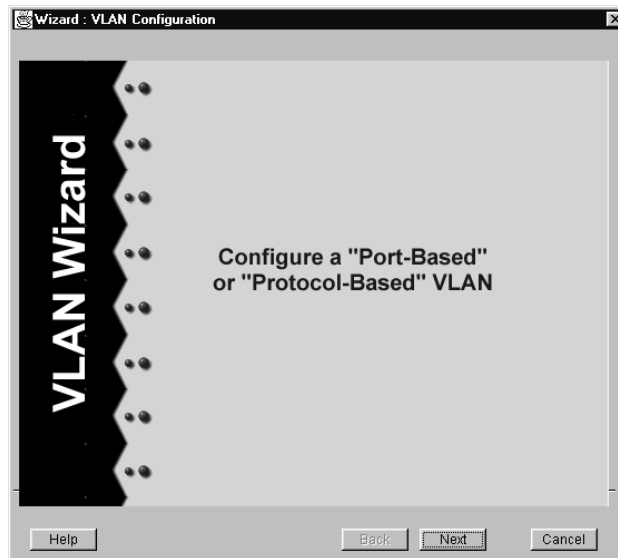 Wizard : VLAN Configuration
VLAN Wizard
Configure a "Port-Based"
or "Protocol-Based" VLAN
Help
Back
Next
Cancel